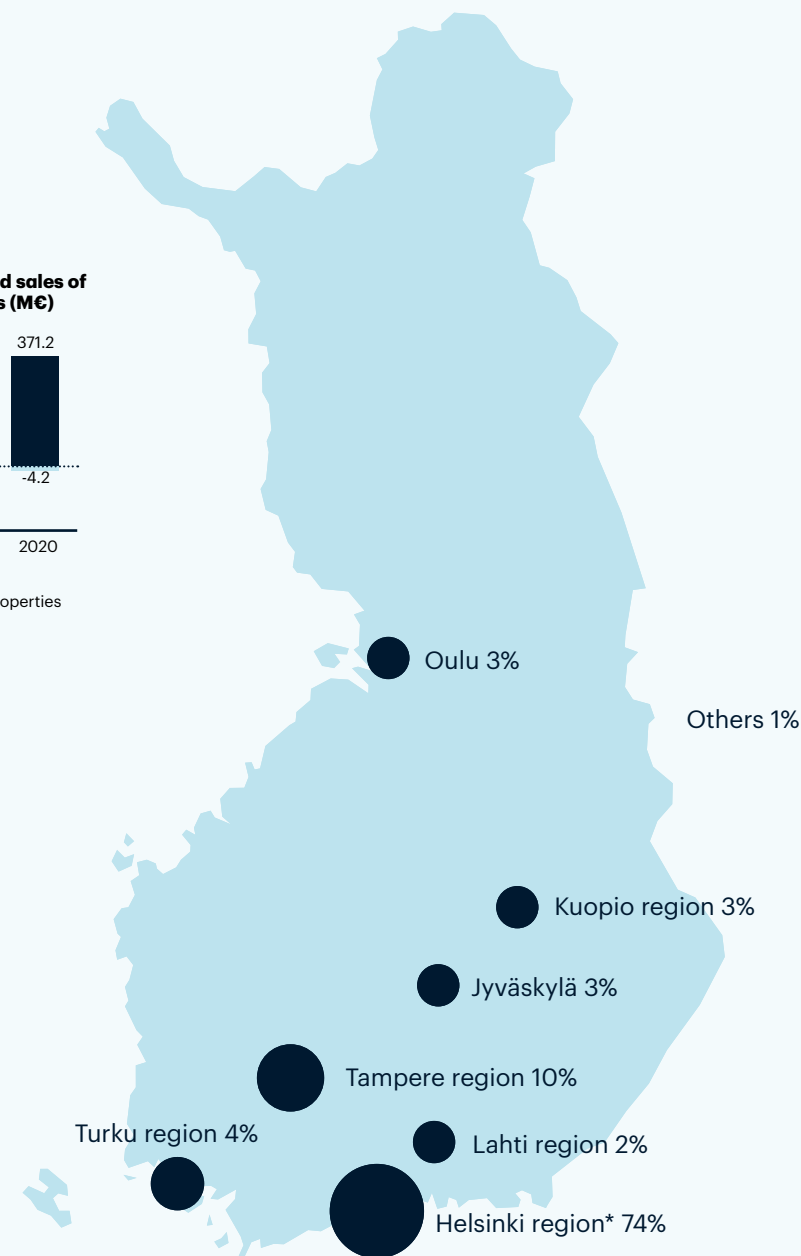 d sales of
s (M€)
371.2
-4.2
2020
operties
Oulu 3%
Others 1%
Kuopio region 3%
Jyväskylä 3%
Tampere region 10%
Turku region 4%
Lahti region 2%
Helsinki region* 74%